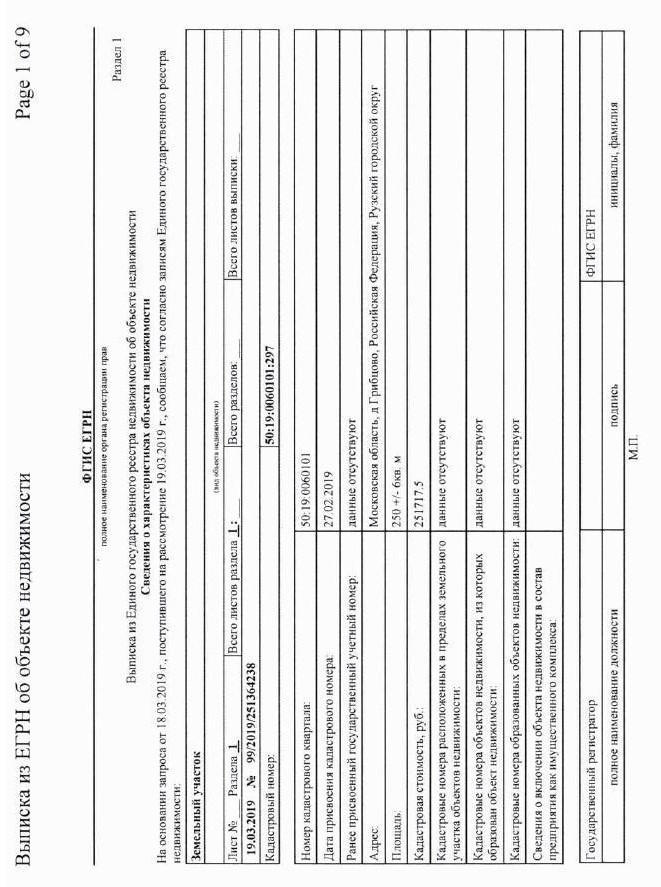 Выписка из ЕГРН об объекте недвижимости
Page 1 of 9
ФГИС ЕГРН
полное наименование органа регистрации прав
Раздел 1
Выписка из Единого государственного реестра недвижимости об объекте недвижимости
Сведения о характеристиках объекта недвижимости
На основании запроса от 18.03.2019 г., поступившего на рассмотрение 19.03.2019 г., сообщаем, что согласно записям Единого государственного реестра
недвижимости:
Земельный участок
(вид объекта недвижимости)
Лист № ___ Раздела 1 Всего листов раздела 1 : ___ Всего разделов: ___ Всего листов выписки: ___
19.03.2019 № 99/2019/251364238
Кадастровый номер: 50:19:0060101:297
Номер кадастрового квартала: 50:19:0060101
Дата присвоения кадастрового номера: 27.02.2019
Ранее присвоенный государственный учетный номер: данные отсутствуют
Адрес: Московская область, д Грибцово, Российская Федерация, Рузский городской округ
Площадь: 250 +/- 6кв. м
Кадастровая стоимость, руб.: 251717.5
Кадастровые номера расположенных в пределах земельного данные отсутствуют
участка объектов недвижимости:
Кадастровые номера объектов недвижимости, из которых данные отсутствуют
образован объект недвижимости:
Кадастровые номера образованных объектов недвижимости: данные отсутствуют
Сведения о включении объекта недвижимости в состав
предприятия как имущественного комплекса:
Государственный регистратор ФГИС ЕГРН
полное наименование должности подпись инициалы, фамилия
М.П.